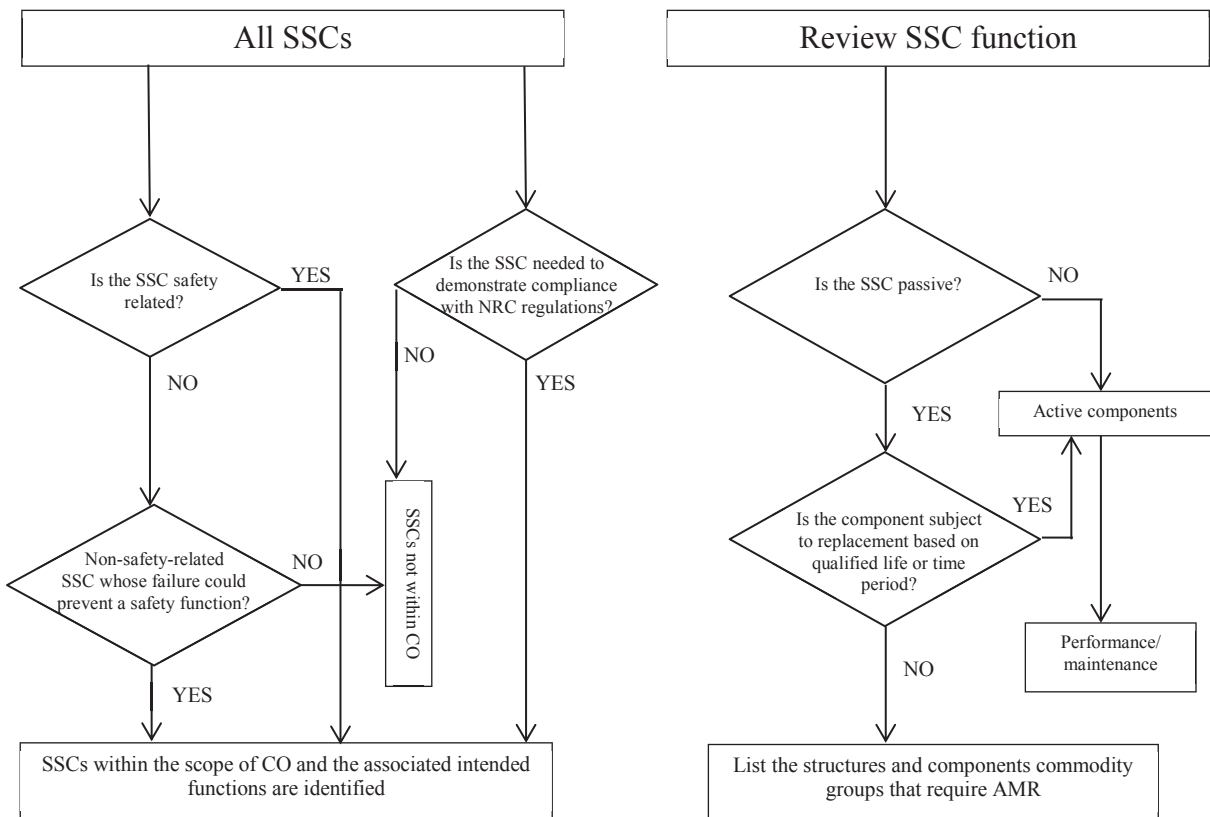 All SSCs
Is the SSC safety
related?
YES
NO
Non-safety-related
SSC whose failure could
prevent a safety function?
NO
YES
Is the SSC needed to
demonstrate compliance
with NRC regulations?
NO
YES
SSCs not within CO
SSCs within the scope of CO and the associated intended
functions are identified
Review SSC function
Is the SSC passive?
NO
YES
Active components
Is the component subject
to replacement based on
qualified life or time
period?
YES
NO
Performance/
maintenance
List the structures and components commodity
groups that require AMR